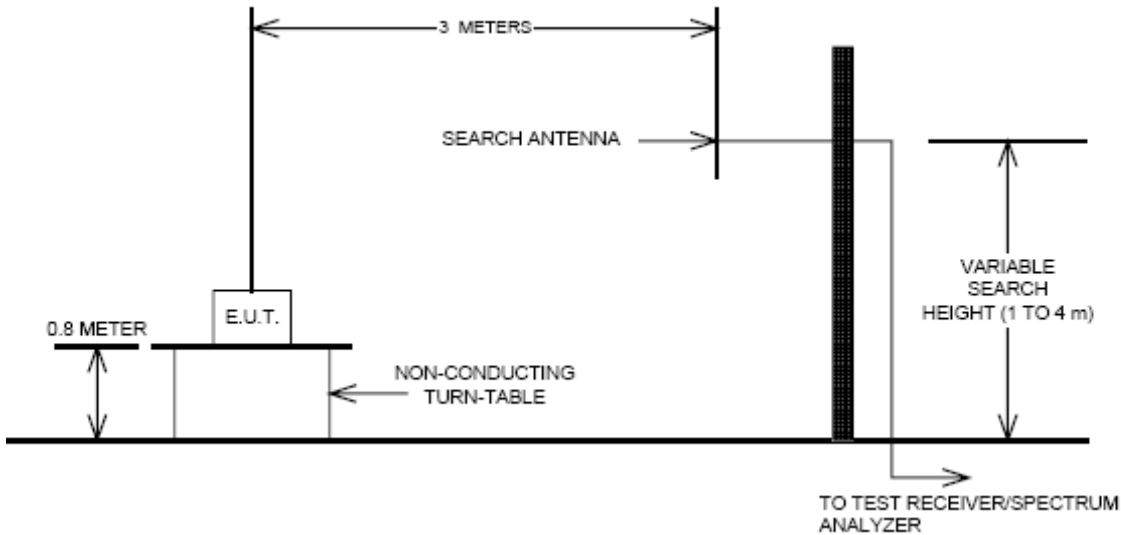 3 METERS
SEARCH ANTENNA
VARIABLE
SEARCH
HEIGHT (1 TO 4 m)
E.U.T.
0.8 METER
NON-CONDUCTING
TURN-TABLE
TO TEST RECEIVER/SPECTRUM
ANALYZER